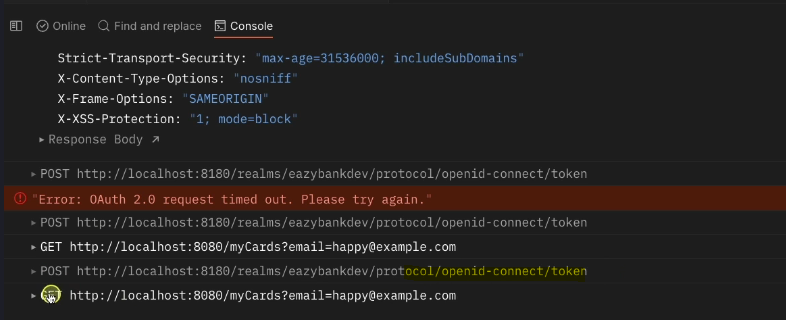 Online Find and replace Console
Strict-Transport-Security: "max-age=31536000; includeSubDomains"
X-Content-Type-Options: "nosniff"
X-Frame-Options: "SAMEORIGIN"
X-XSS-Protection: "1; mode=block"
Response Body
POST http://localhost:8180/realms/eazybankdev/protocol/openid-connect/token
"Error: OAuth 2.0 request timed out. Please try again."
POST http://localhost:8180/realms/eazybankdev/protocol/openid-connect/token
GET http://localhost:8080/myCards?email=happy@example.com
POST http://localhost:8180/realms/eazybankdev/protocol/openid-connect/token
http://localhost:8080/myCards?email=happy@example.com